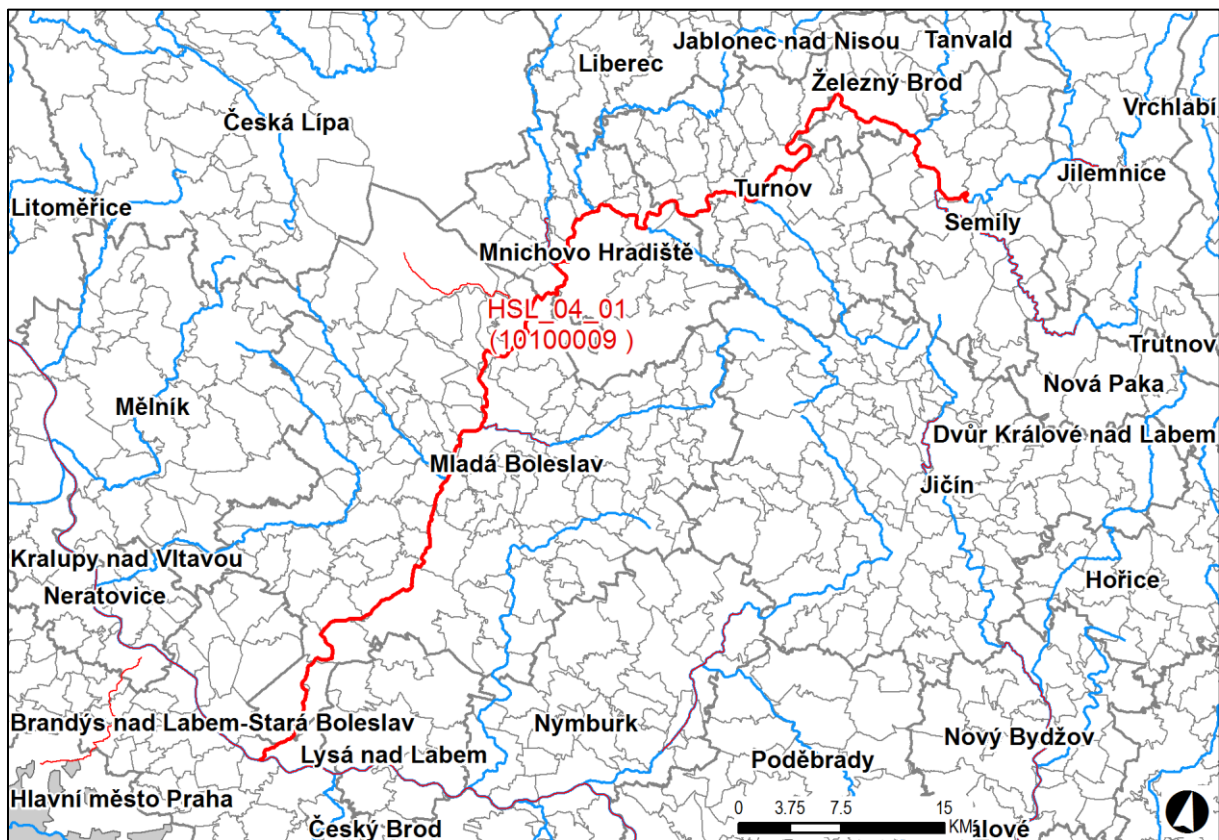 Jablonec nad Nisou
Tanvald
Liberec
Železný Brod
Vrchlabí
Česká Lípa
Jilemnice
Litoměřice
Turnov
Semily
Mnichovo Hradiště
HSL_04_01
(10100009 )
Trutnov
Nová Paka
Mělník
Dvůr Králové nad Labem
Mladá Boleslav
Jičín
Kralupy nad Vltavou
Neratovice
Hořice
Brandýs nad Labem-Stará Boleslav
Nymburk
Nový Bydžov
Lysá nad Labem
Poděbrady
Hlavní město Praha
0 3.75 7.5 15
KM
Český Brod
álové